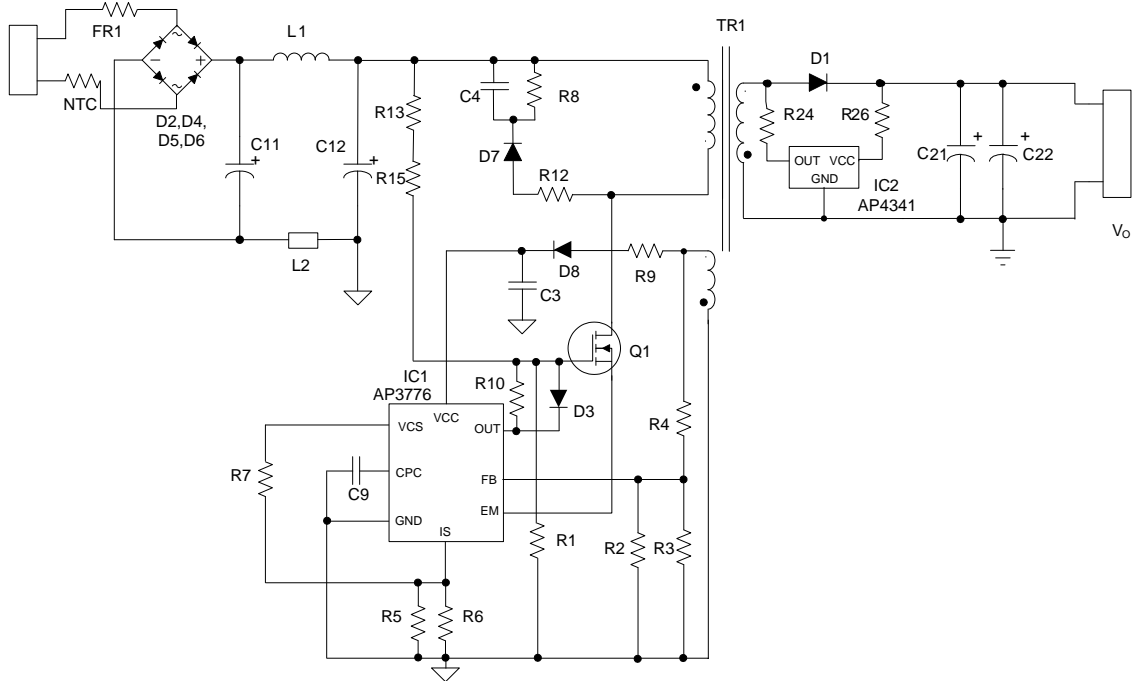 TR1
FR1
L1
D1
NTC
C4
R8
R13
R24
R26
D2,D4,
D5,D6
C11
+
C12
+
R15
D7
R12
OUT
VCC
GND
IC2
AP4341
C21
+
C22
+
VO
L2
D8
R9
C3
Q1
IC1
AP3776
R10
D3
R4
VCS
VCC
OUT
R7
CPC
C9
FB
GND
EM
IS
R1
R2
R3
R5
R6